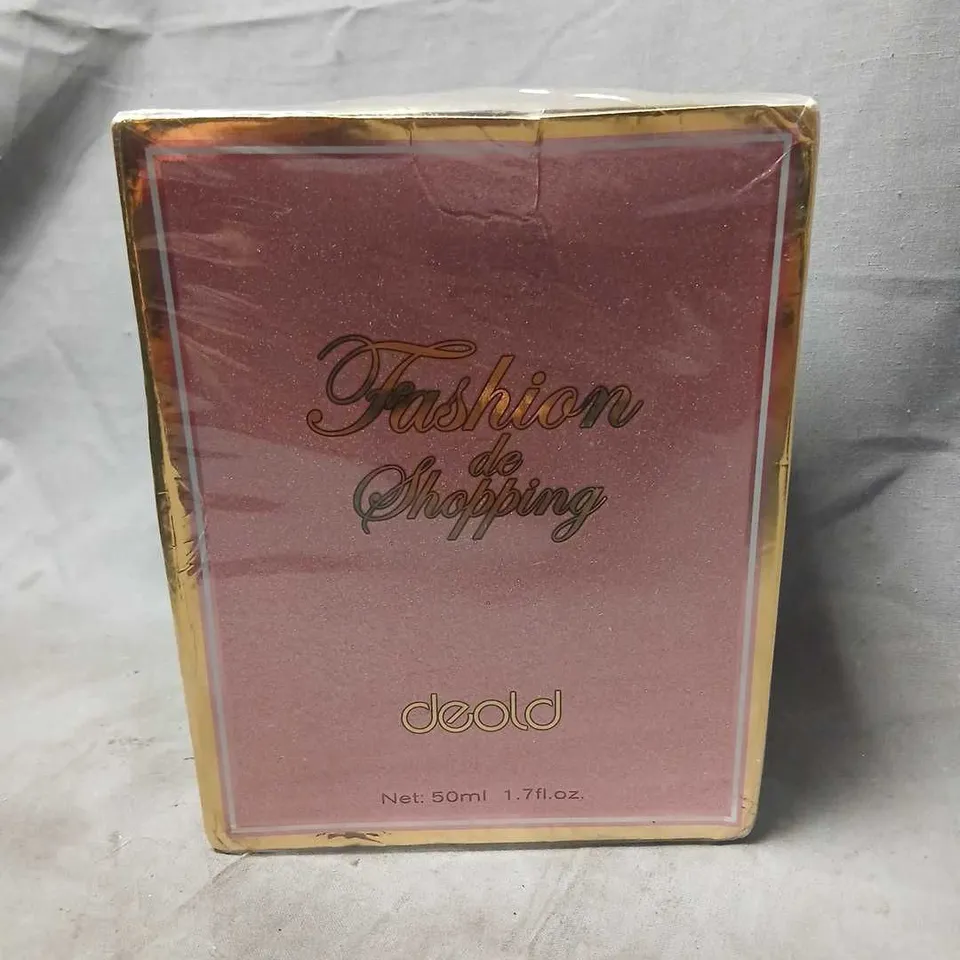 Fashion
de
Shopping
deold
Net: 50ml 1.7fl.oz.